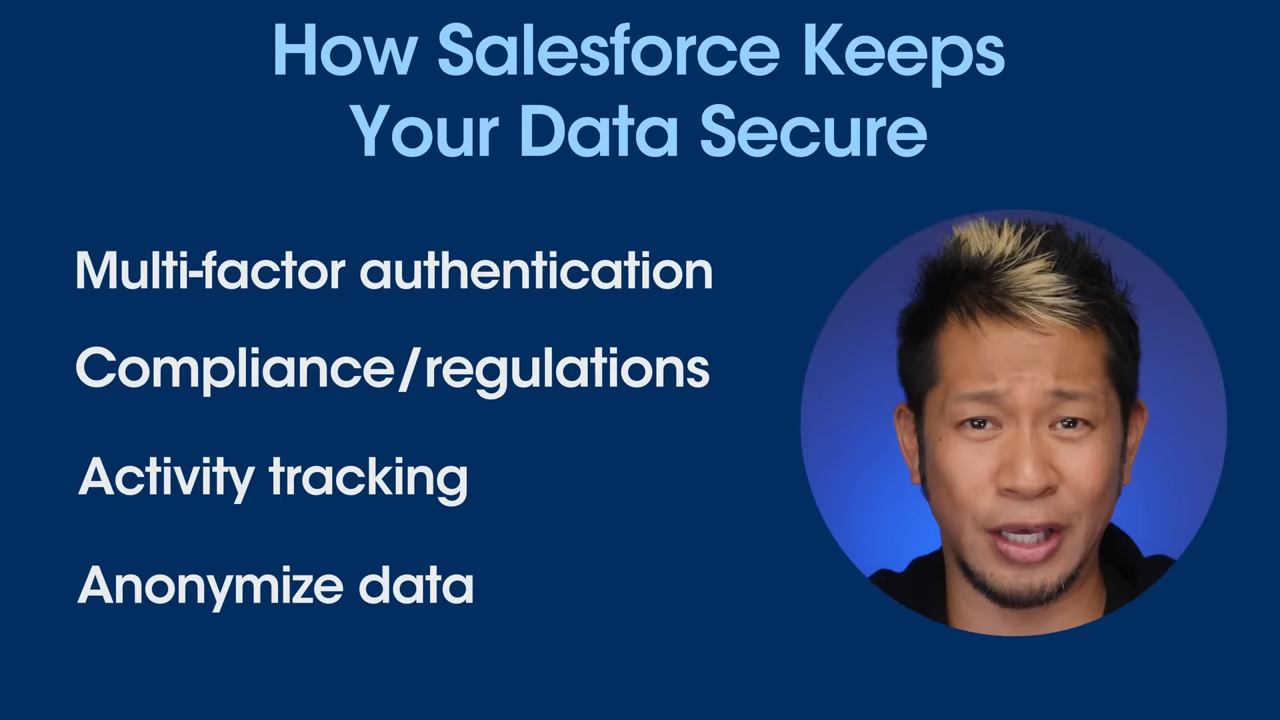 How Salesforce Keeps
Your Data Secure
Multi-factor authentication
Compliance/regulations
Activity tracking
Anonymize data